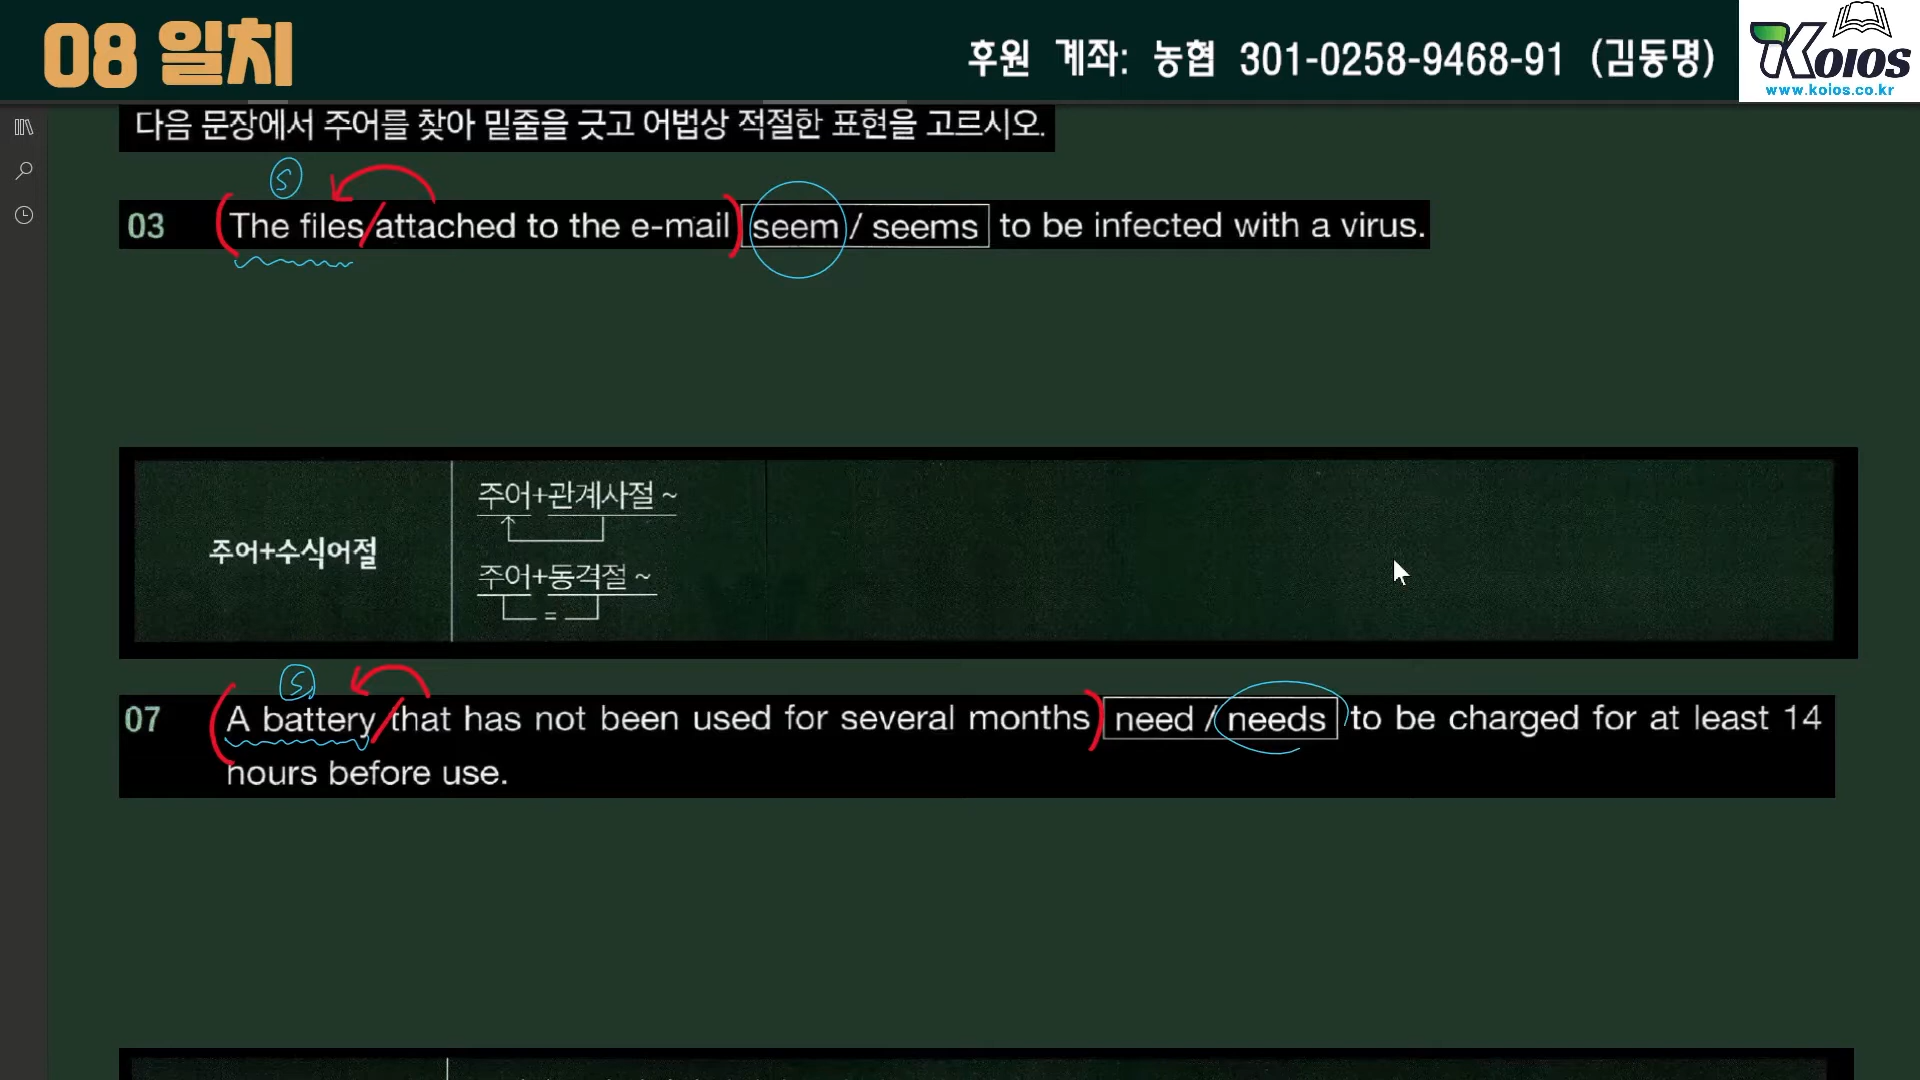 08 일치
후원 계좌: 농협 301-0258-9468-91 (김동명)
KOIOS
www.koios.co.kr
다음 문장에서 주어를 찾아 밑줄을 긋고 어법상 적절한 표현을 고르시오.
S
03 (The files/attached to the e-mail) seem / seems to be infected with a virus.
주어+수식어절
주어+관계사절 ~
주어+동격절 ~
=
S
07 (A battery/that has not been used for several months) need / needs to be charged for at least 14
hours before use.